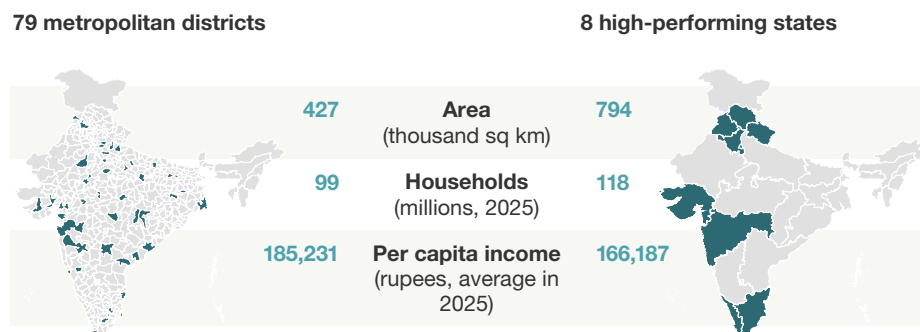 79 metropolitan districts
8 high-performing states
427
Area
(thousand sq km)
794
99
Households
(millions, 2025)
118
185,231
Per capita income
(rupees, average in
2025)
166,187